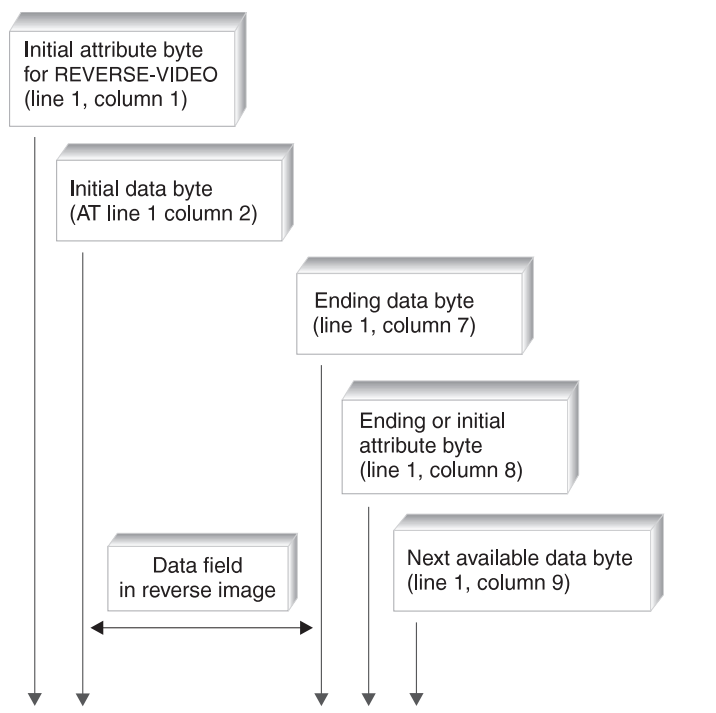 Initial attribute byte
for REVERSE-VIDEO
(line 1, column 1)
Initial data byte
(AT line 1 column 2)
Ending data byte
(line 1, column 7)
Ending or initial
attribute byte
(line 1, column 8)
Data field
in reverse image
Next available data byte
(line 1, column 9)